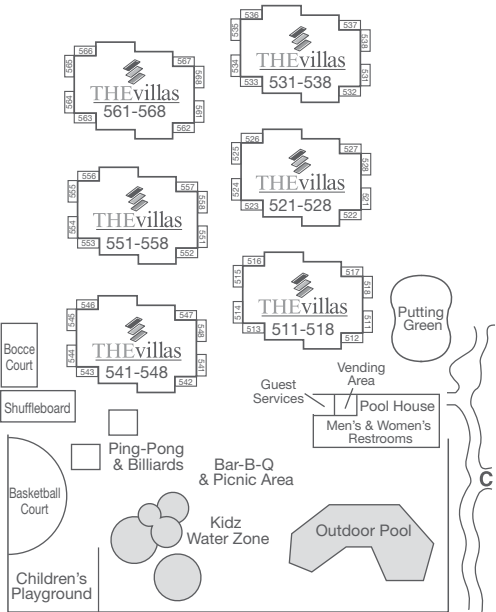 536
537
535
538
534
531
533
532
THEvillas
531-538
566
567
565
568
564
561
563
562
THEvillas
561-568
526
527
525
528
524
521
523
522
THEvillas
521-528
556
557
555
558
554
551
553
552
THEvillas
551-558
516
517
515
518
514
511
513
512
THEvillas
511-518
546
547
545
548
544
541
543
542
THEvillas
541-548
Putting
Green
Bocce
Court
Shuffleboard
Vending
Area
Guest
Services
Pool House
Men's & Women's
Restrooms
Ping-Pong
& Billiards
Bar-B-Q
& Picnic Area
C
Basketball
Court
Kidz
Water Zone
Outdoor Pool
Children's
Playground